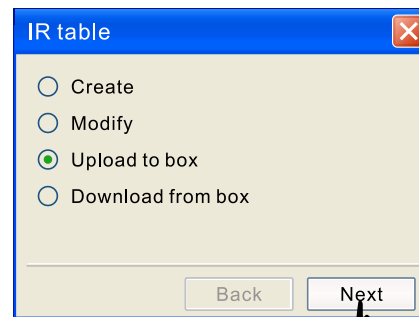 IR table
Create
Modify
Upload to box
Download from box
Back Next